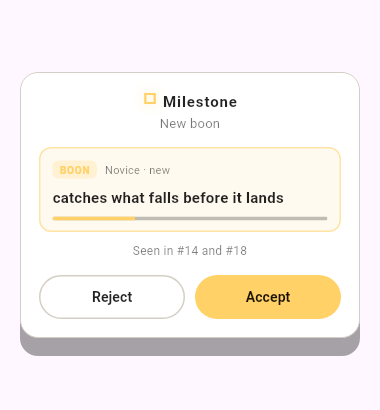 Milestone
New boon
BOON Novice · new
catches what falls before it lands
Seen in #14 and #18
Reject Accept